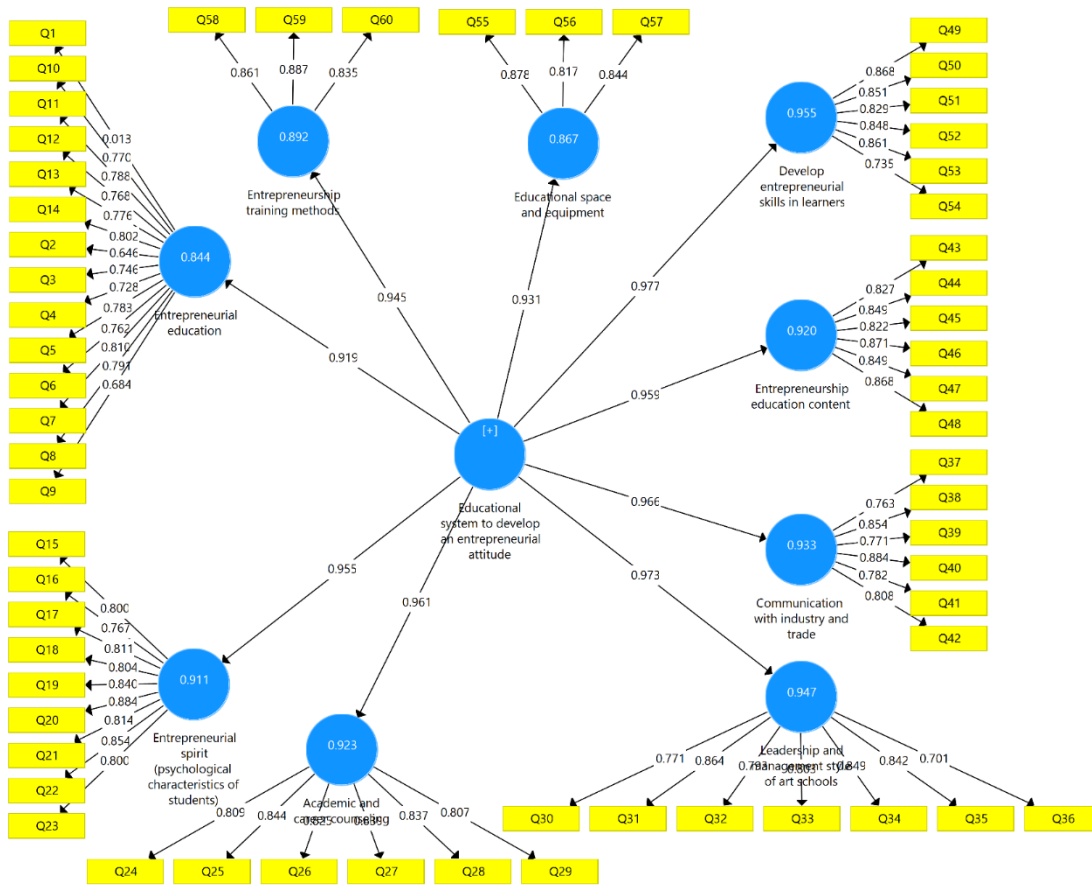 Q58
Q59
Q60
0.861
0.887
0.835
0.892
Entrepreneurship
training methods
Q55
Q56
Q57
0.878
0.817
0.844
0.867
Educational space
and equipment
Q49
Q50
Q51
Q52
Q53
Q54
0.868
0.851
0.829
0.848
0.861
0.735
0.955
Develop
entrepreneurial
skills in learners
Q1
Q10
Q11
Q12
Q13
Q14
Q2
Q3
Q4
Q5
Q6
Q7
Q8
Q9
0.013
0.770
0.788
0.768
0.776
0.802
0.646
0.746
0.728
0.783
0.762
0.810
0.791
0.684
0.844
Entrepreneurial
education
Q43
Q44
Q45
Q46
Q47
Q48
0.827
0.849
0.822
0.871
0.849
0.868
0.920
Entrepreneurship
education content
0.945
0.931
0.977
0.919
0.959
0.966
0.973
0.955
0.961
[+]
Educational
system to develop
an entrepreneurial
attitude
Q37
Q38
Q39
Q40
Q41
Q42
0.763
0.854
0.771
0.884
0.782
0.808
0.933
Communication
with industry and
trade
Q15
Q16
Q17
Q18
Q19
Q20
Q21
Q22
Q23
0.800
0.767
0.811
0.804
0.840
0.884
0.814
0.854
0.800
0.911
Entrepreneurial
spirit
(psychological
characteristics of
students)
0.923
Academic and
career counseling
0.809
0.844
0.837
0.807
Q24
Q25
Q26
Q27
Q28
Q29
0.947
Leadership and
management style
of art schools
0.771
0.864
0.793
0.849
0.842
0.701
Q30
Q31
Q32
Q33
Q34
Q35
Q36